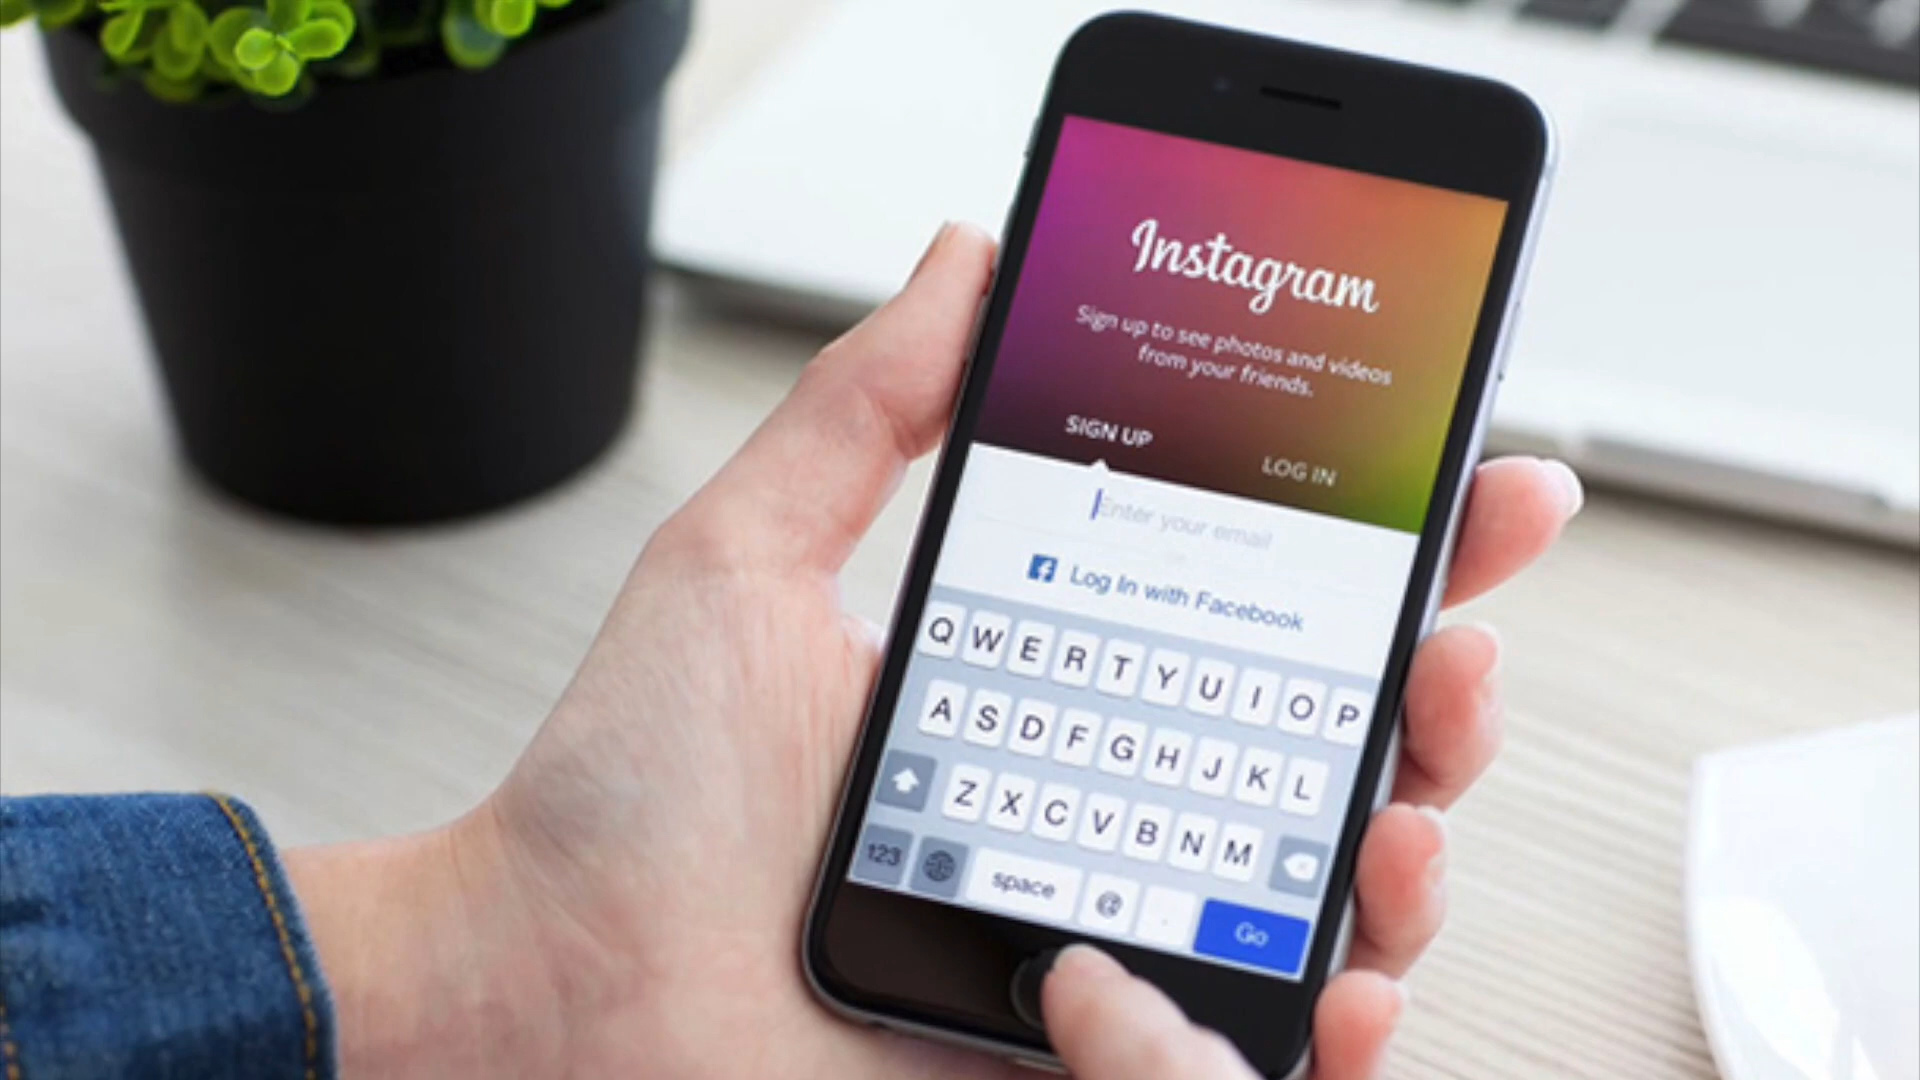 Instagram
Sign up to see photos and videos
from your friends.
SIGN UP
LOG IN
Enter your email
or
f Log In with Facebook
Q W E R T Y U I O P
A S D F G H J K L
Z X C V B N M
123 space @ . Go